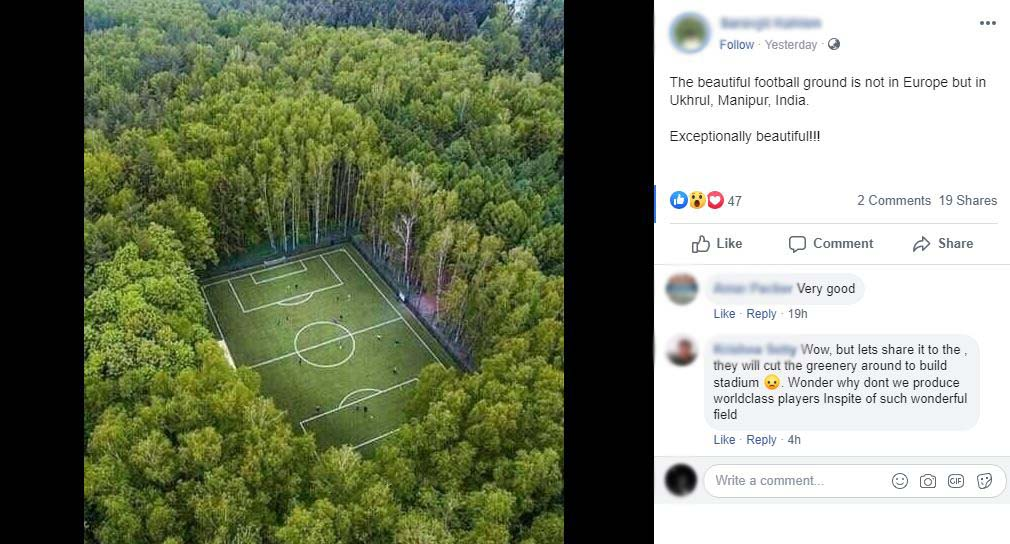 Follow · Yesterday ·
The beautiful football ground is not in Europe but in
Ukhrul, Manipur, India.
Exceptionally beautiful!!!
47
2 Comments 19 Shares
Like Comment Share
Very good
Like · Reply · 19h
Wow, but lets share it to the ,
they will cut the greenery around to build
stadium 😦. Wonder why dont we produce
worldclass players Inspite of such wonderful
field
Like · Reply · 4h
Write a comment...
GIF